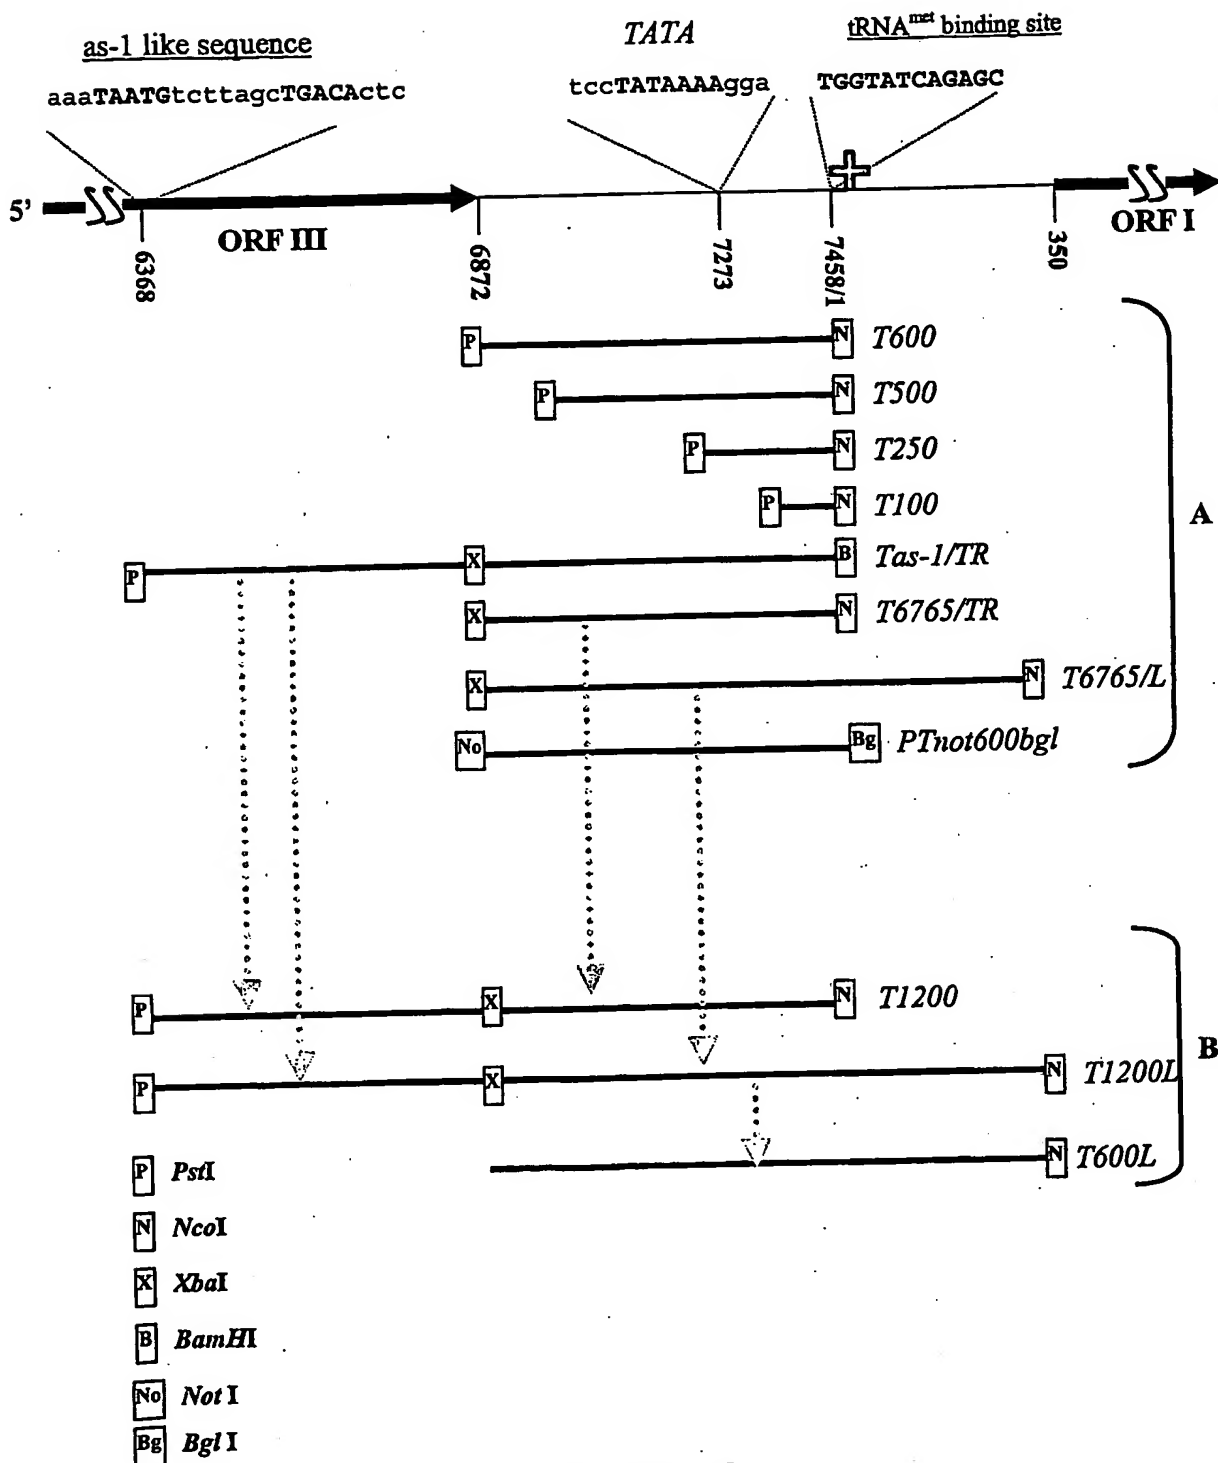 as-1 like sequence
TATA
tRNAmet binding site
aaaTAATGtcttagcTGACActc
tccTATAAAAgga
TGGTATCAGAGC
5'
ORF III
ORF I
6368
6872
7273
7458/1
350
P N T600
P N T500
P N T250
P N T100
A
P X B Tas-1/TR
X N T6765/TR
X N T6765/L
No Bg PTnot600bgl
P X N T1200
B
P X N T1200L
N T600L
P PstI
N NcoI
X XbaI
B BamHI
No Not I
Bg Bgl I